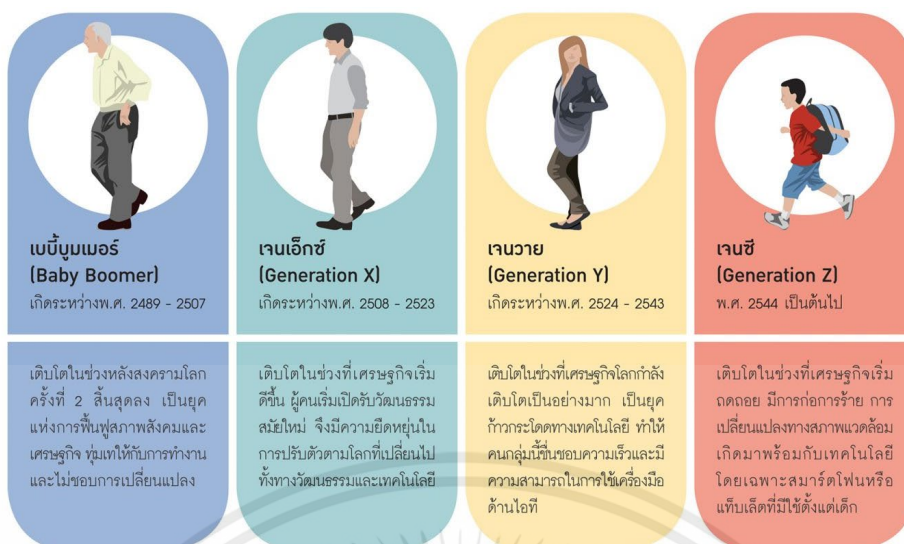 เบบี้บูมเมอร์
(Baby Boomer)
เกิดระหว่างพ.ศ. 2489 - 2507
เติบโตในช่วงหลังสงครามโลก
ครั้งที่ 2 สิ้นสุดลง เป็นยุค
แห่งการฟื้นฟูสภาพสังคมและ
เศรษฐกิจ ทุ่มเทให้กับการทำงาน
และไม่ชอบการเปลี่ยนแปลง
เจนเอ็กซ์
(Generation X)
เกิดระหว่างพ.ศ. 2508 - 2523
เติบโตในช่วงที่เศรษฐกิจเริ่ม
ดีขึ้น ผู้คนเริ่มเปิดรับวัฒนธรรม
สมัยใหม่ จึงมีความยืดหยุ่นใน
การปรับตัวตามโลกที่เปลี่ยนไป
ทั้งทางวัฒนธรรมและเทคโนโลยี
เจนวาย
(Generation Y)
เกิดระหว่างพ.ศ. 2524 - 2543
เติบโตในช่วงที่เศรษฐกิจโลกกำลัง
เติบโตเป็นอย่างมาก เป็นยุค
ก้าวกระโดดทางเทคโนโลยี ทำให้
คนกลุ่มนี้ชื่นชอบความเร็วและมี
ความสามารถในการใช้เครื่องมือ
ด้านไอที
เจนซี
(Generation Z)
พ.ศ. 2544 เป็นต้นไป
เติบโตในช่วงที่เศรษฐกิจเริ่ม
ถดถอย มีการก่อการร้าย การ
เปลี่ยนแปลงทางสภาพแวดล้อม
เกิดมาพร้อมกับเทคโนโลยี
โดยเฉพาะสมาร์ตโฟนหรือ
แท็บเล็ตที่มีใช้ตั้งแต่เด็ก